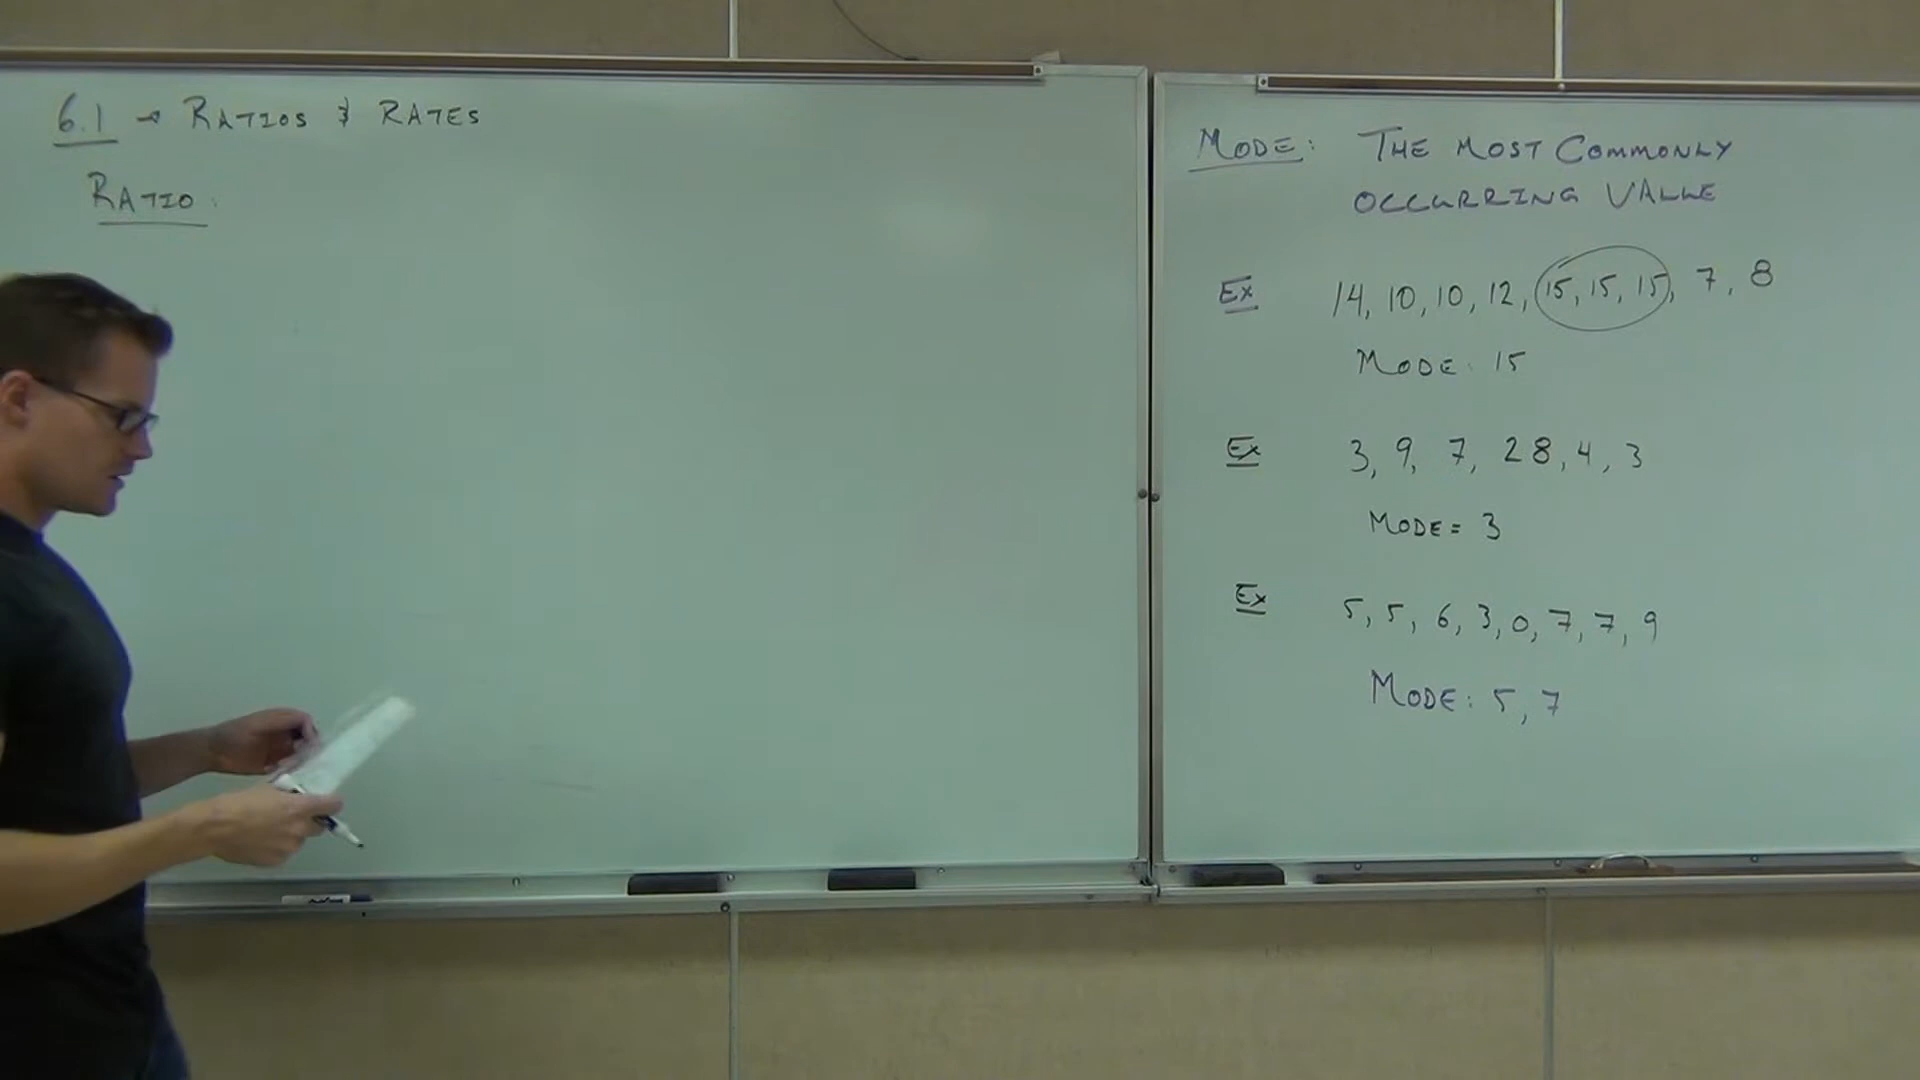 6.1 → RATIOS & RATES
RATIO:
MODE: THE MOST COMMONLY
OCCURRING VALUE
Ex 14, 10, 10, 12, 15, 15, 15, 7, 8
MODE: 15
Ex 3, 9, 7, 28, 4, 3
MODE = 3
Ex 5, 5, 6, 3, 0, 7, 7, 9
MODE: 5, 7